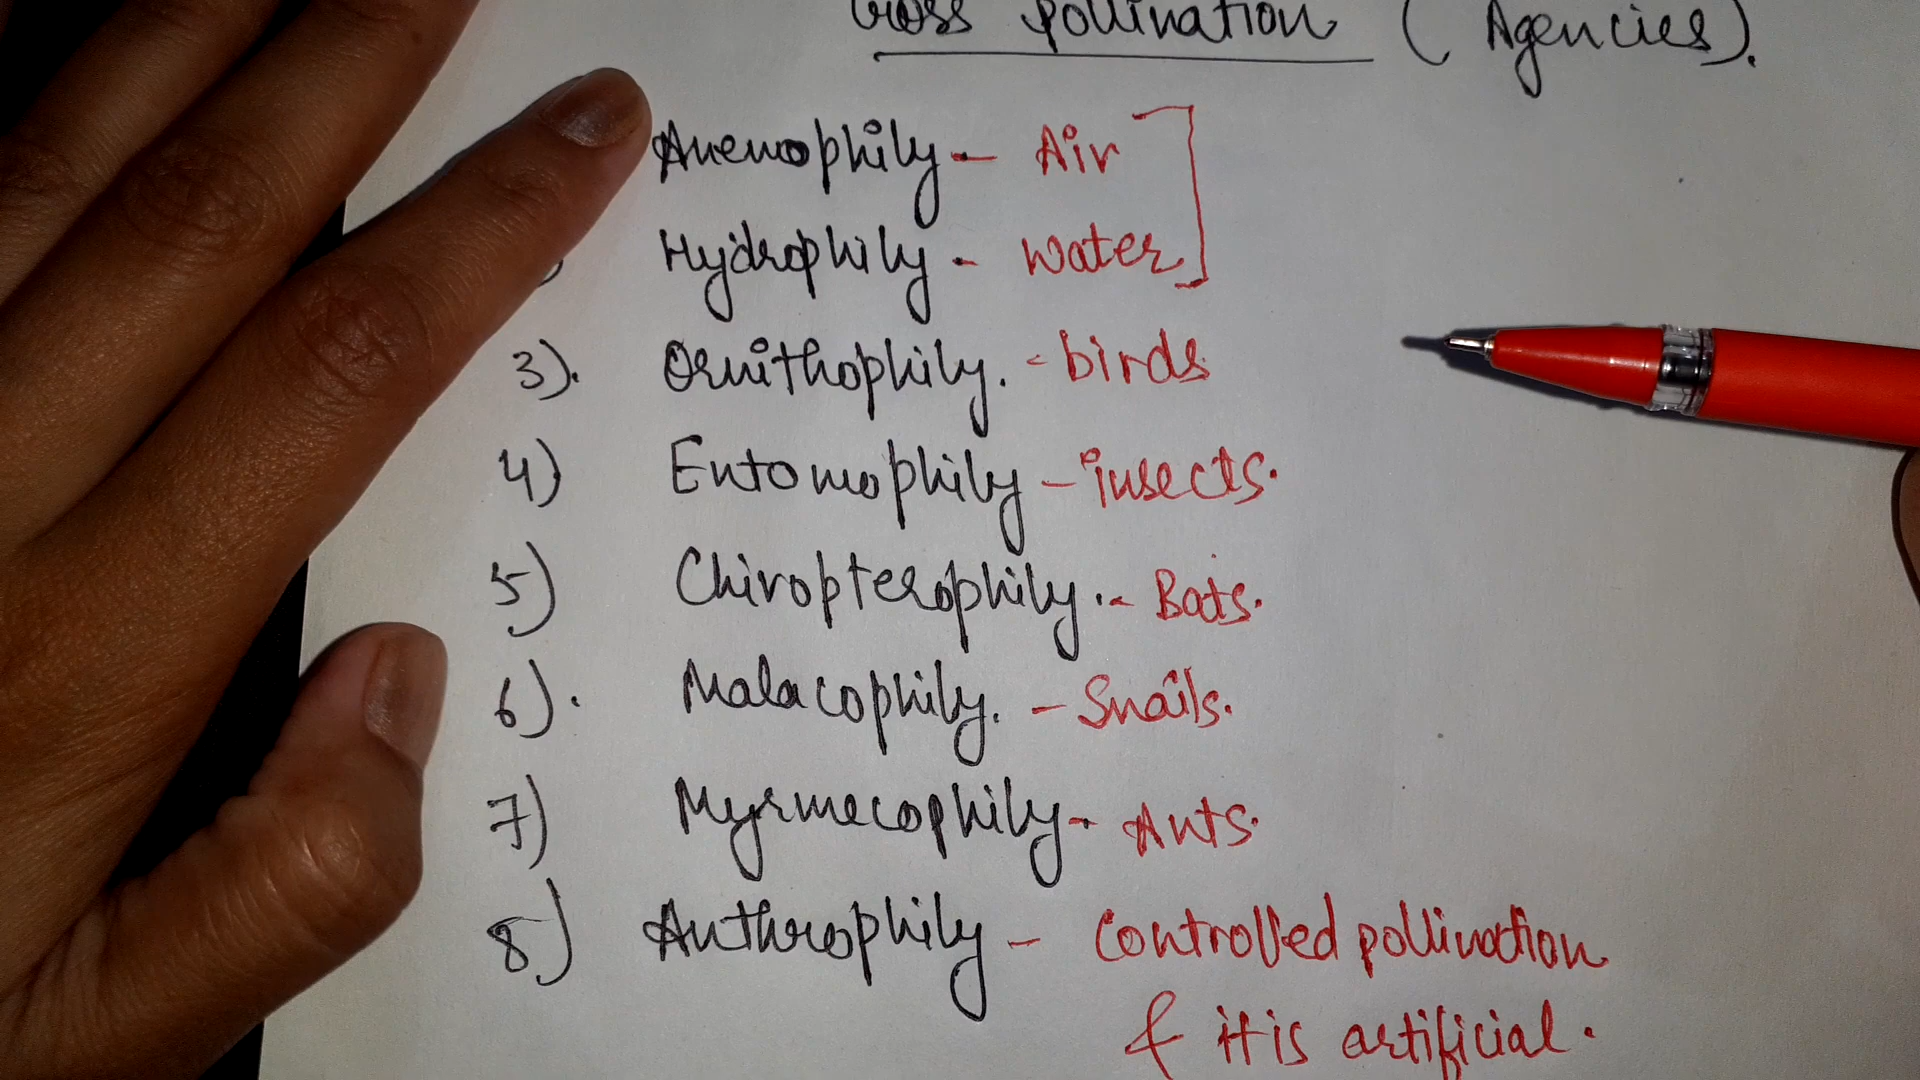 Cross pollination (Agencies).
Anemophily - Air
Hydrophily - Water
3). Ornithophily. - birds
4) Entomophily - insects.
5) Chiropterophily. - Bats.
6). Malacophily. - Snails.
7) Myrmecophily - Ants.
8) Anthrophily - Controlled pollination
& it is artificial.